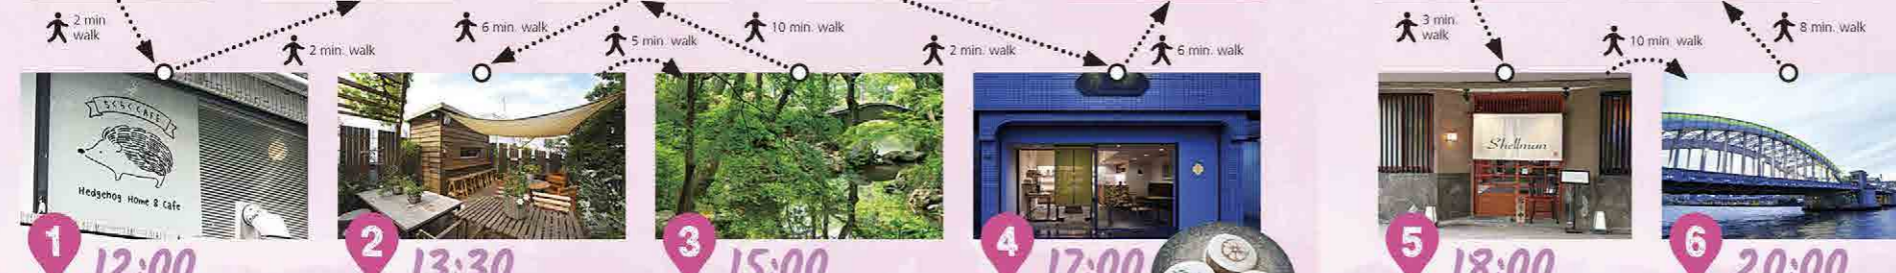 2 min
walk
2 min. walk
6 min. walk
5 min. walk
10 min. walk
2 min. walk
6 min. walk
3 min.
walk
10 min. walk
8 min. walk
Hedgehog Home & Cafe
Shellman
1
12:00
2
13:30
3
15:00
4
17:00
5
18:00
6
20:00